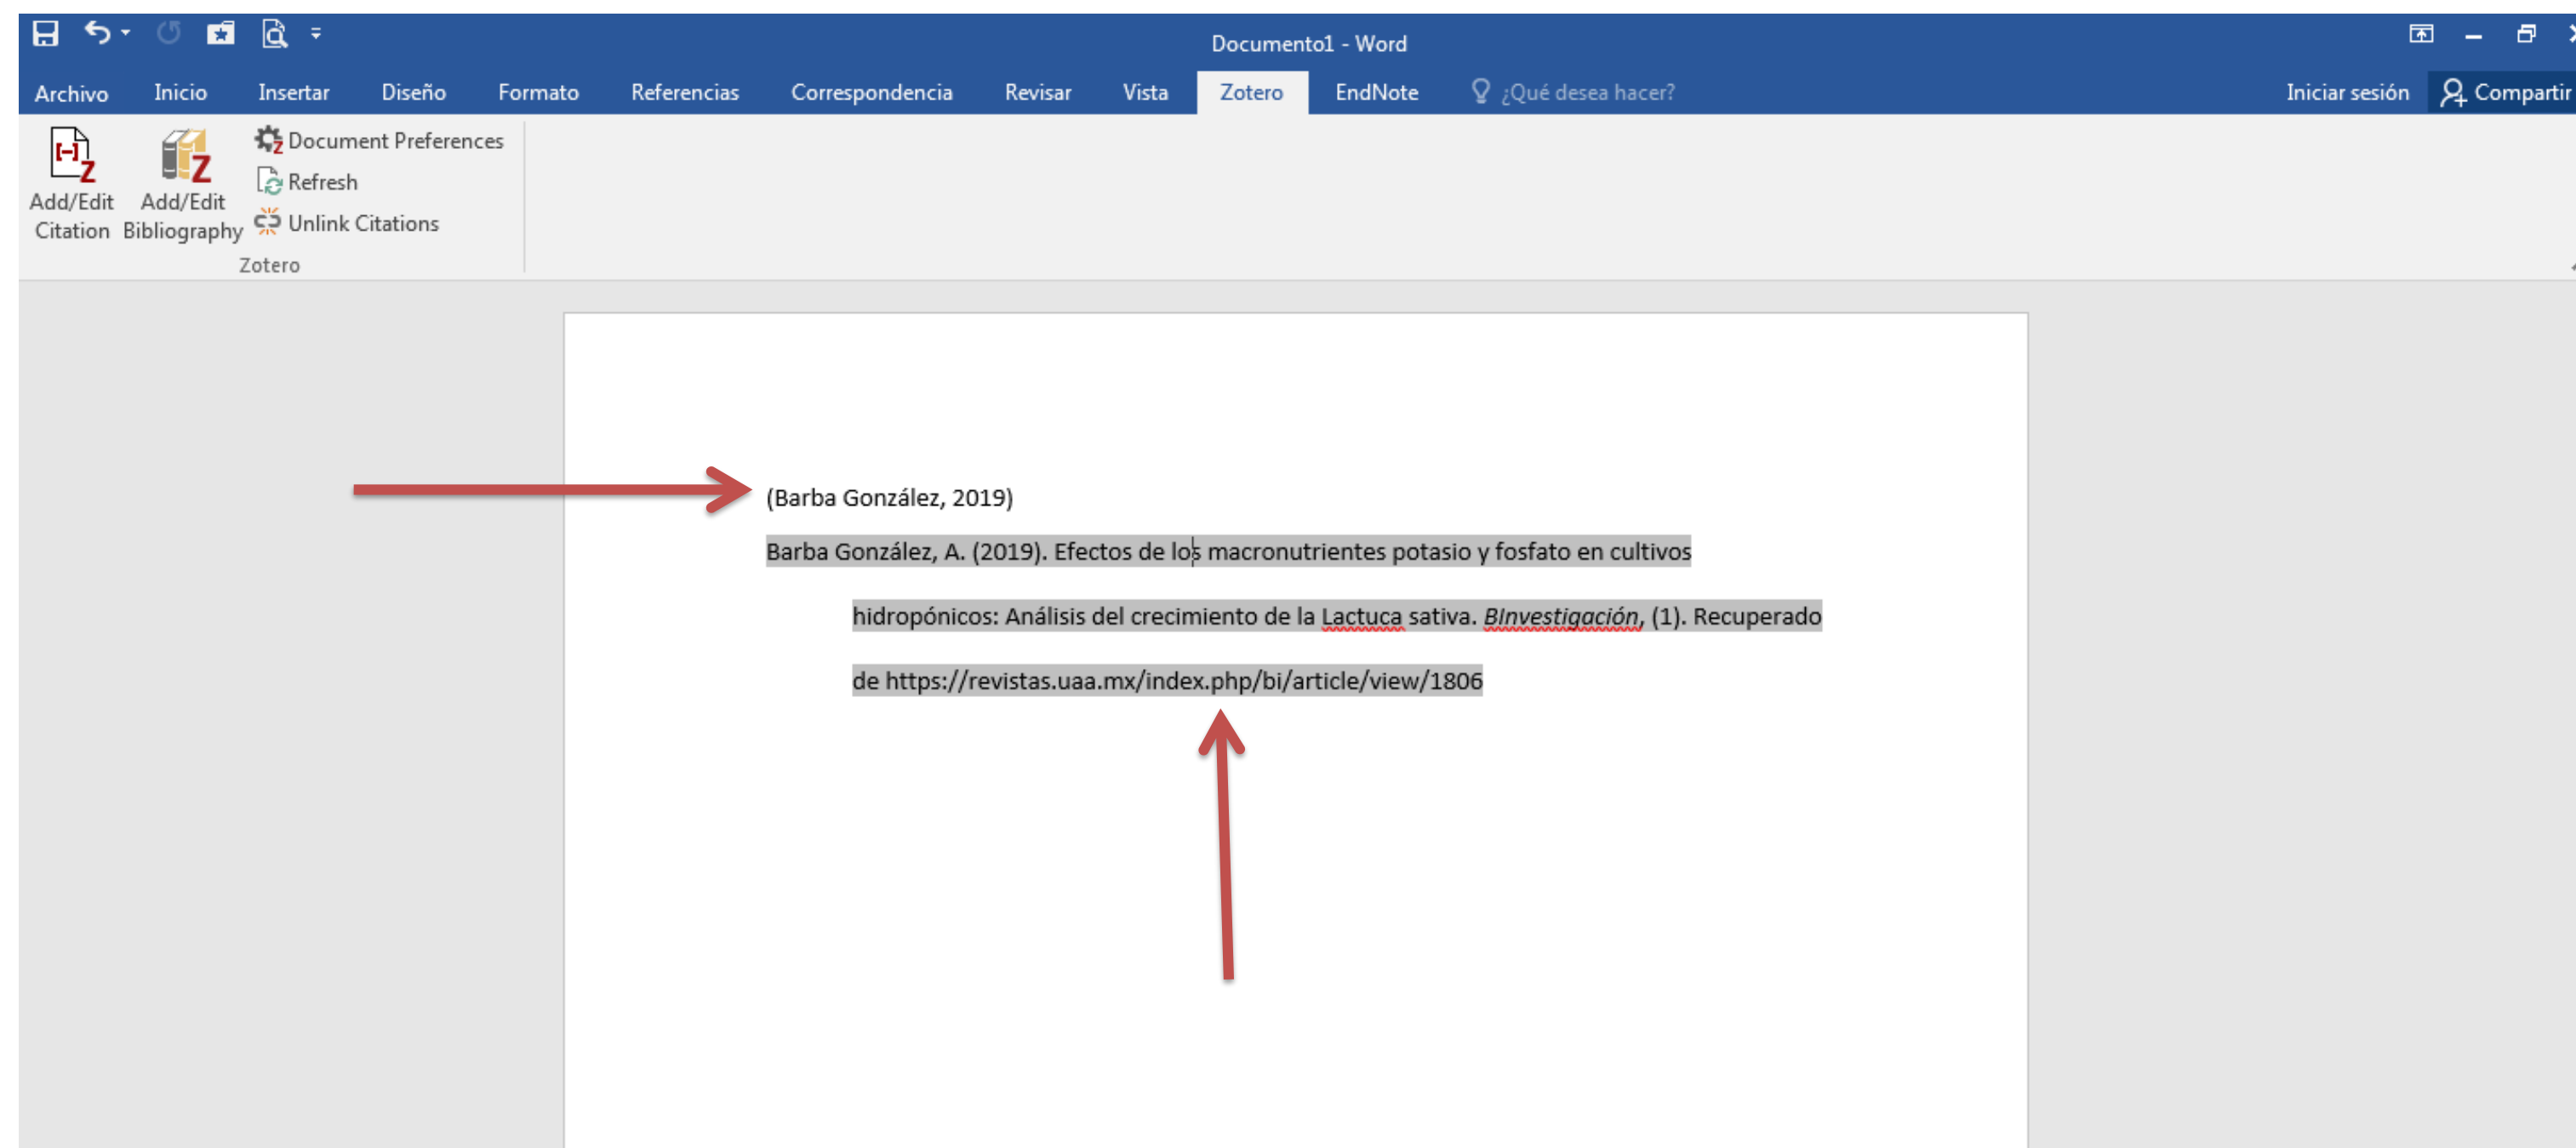 Documento1 - Word
Archivo Inicio Insertar Diseño Formato Referencias Correspondencia Revisar Vista Zotero EndNote ¿Qué desea hacer? Iniciar sesión Compartir
Add/Edit Citation
Add/Edit Bibliography
Document Preferences
Refresh
Unlink Citations
Zotero
(Barba González, 2019)
Barba González, A. (2019). Efectos de los macronutrientes potasio y fosfato en cultivos
hidropónicos: Análisis del crecimiento de la Lactuca sativa. BInvestigación, (1). Recuperado
de https://revistas.uaa.mx/index.php/bi/article/view/1806